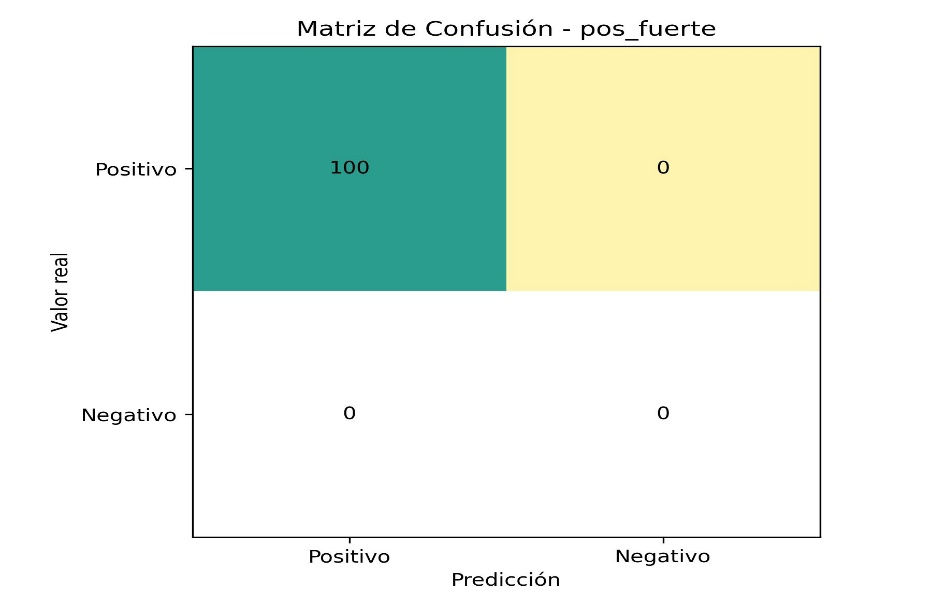 Matriz de Confusión - pos_fuerte
Positivo
100
0
Valor real
Negativo
0
0
Positivo
Negativo
Predicción